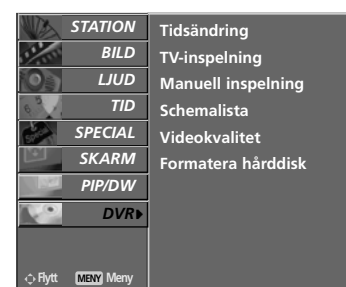 STATION
BILD
LJUD
TID
SPECIAL
SKARM
PIP/DW
DVR
Flytt MENY Meny
Tidsändring
TV-inspelning
Manuell inspelning
Schemalista
Videokvalitet
Formatera hårddisk